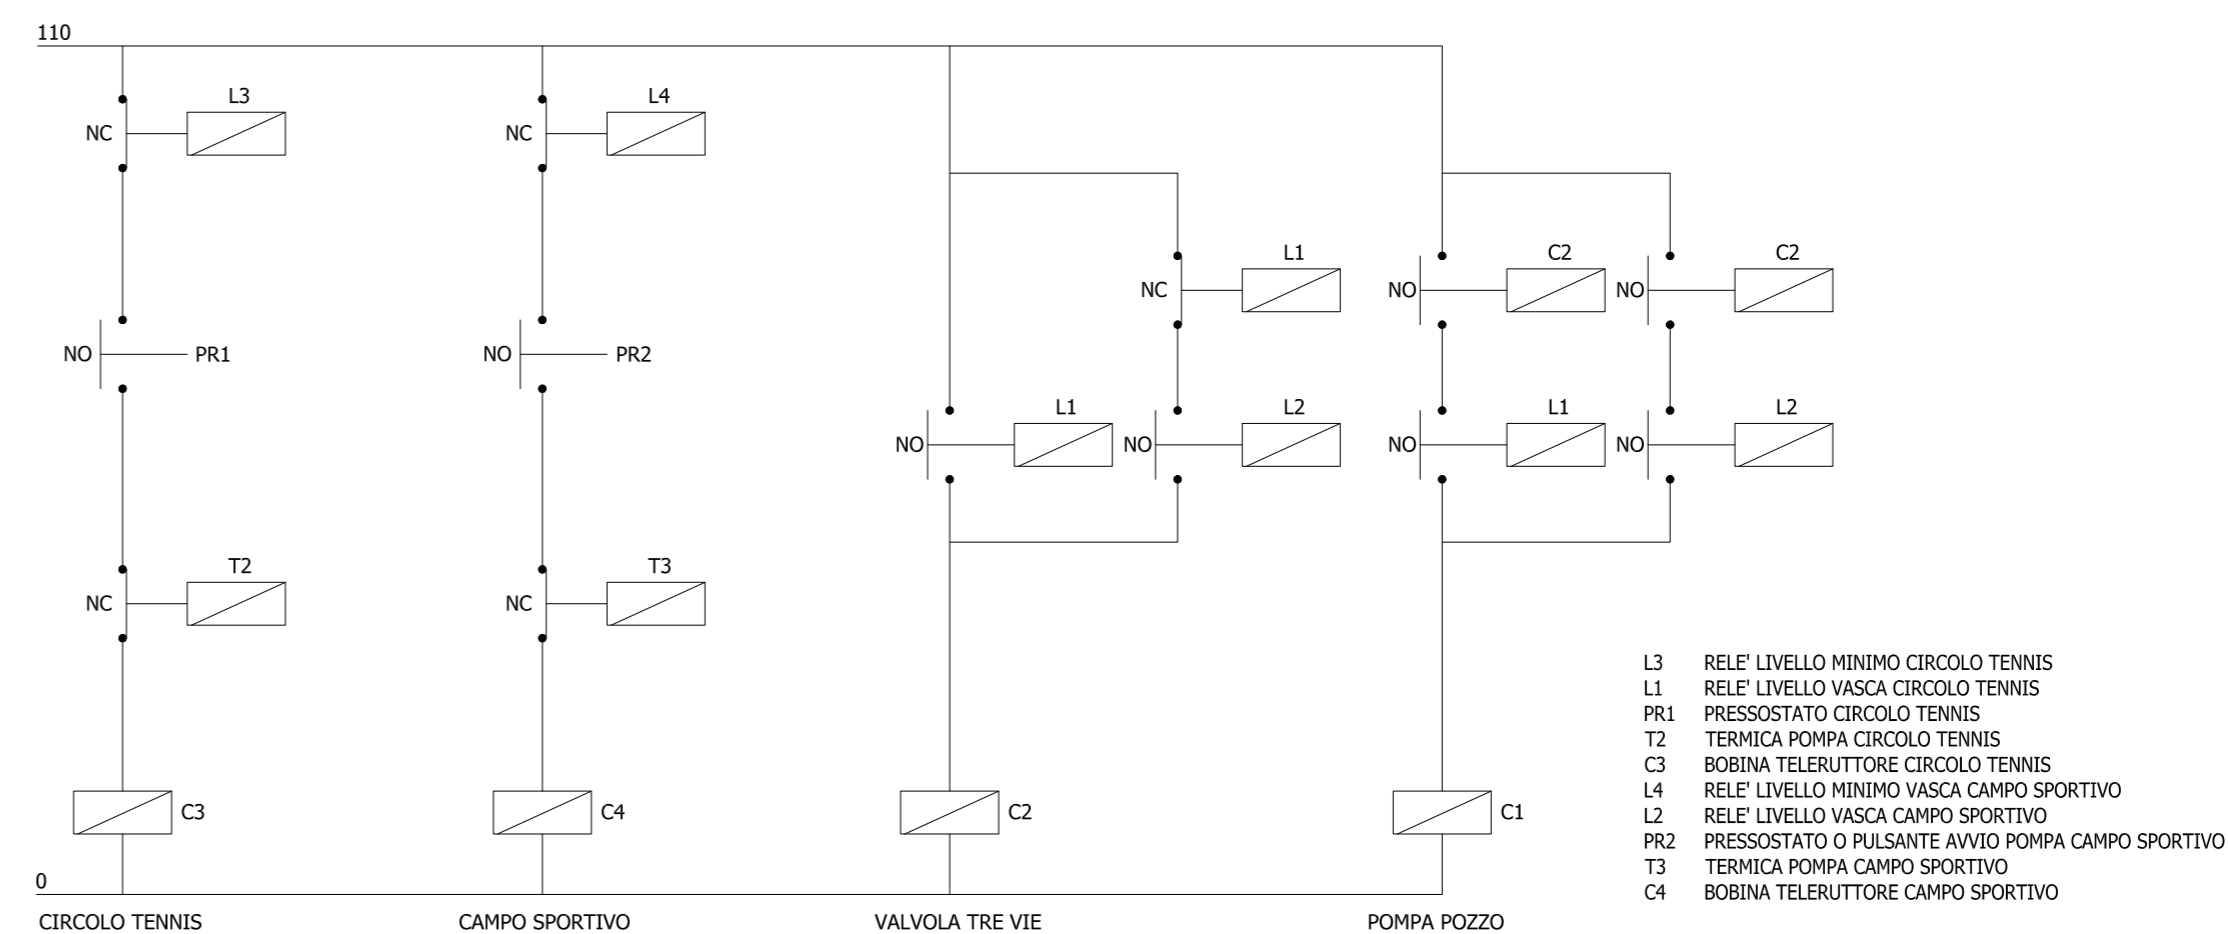 110
L3
L4
NC
NC
L1
C2
C2
NC
NO
NO
NO
PR1
NO
PR2
L1
L2
L1
L2
NO
NO
NO
NO
T2
T3
NC
NC
C3
C4
C2
C1
L3 RELE' LIVELLO MINIMO CIRCOLO TENNIS
L1 RELE' LIVELLO VASCA CIRCOLO TENNIS
PR1 PRESSOSTATO CIRCOLO TENNIS
T2 TERMICA POMPA CIRCOLO TENNIS
C3 BOBINA TELERUTTORE CIRCOLO TENNIS
L4 RELE' LIVELLO MINIMO VASCA CAMPO SPORTIVO
L2 RELE' LIVELLO VASCA CAMPO SPORTIVO
PR2 PRESSOSTATO O PULSANTE AVVIO POMPA CAMPO SPORTIVO
T3 TERMICA POMPA CAMPO SPORTIVO
C4 BOBINA TELERUTTORE CAMPO SPORTIVO
0
CIRCOLO TENNIS
CAMPO SPORTIVO
VALVOLA TRE VIE
POMPA POZZO